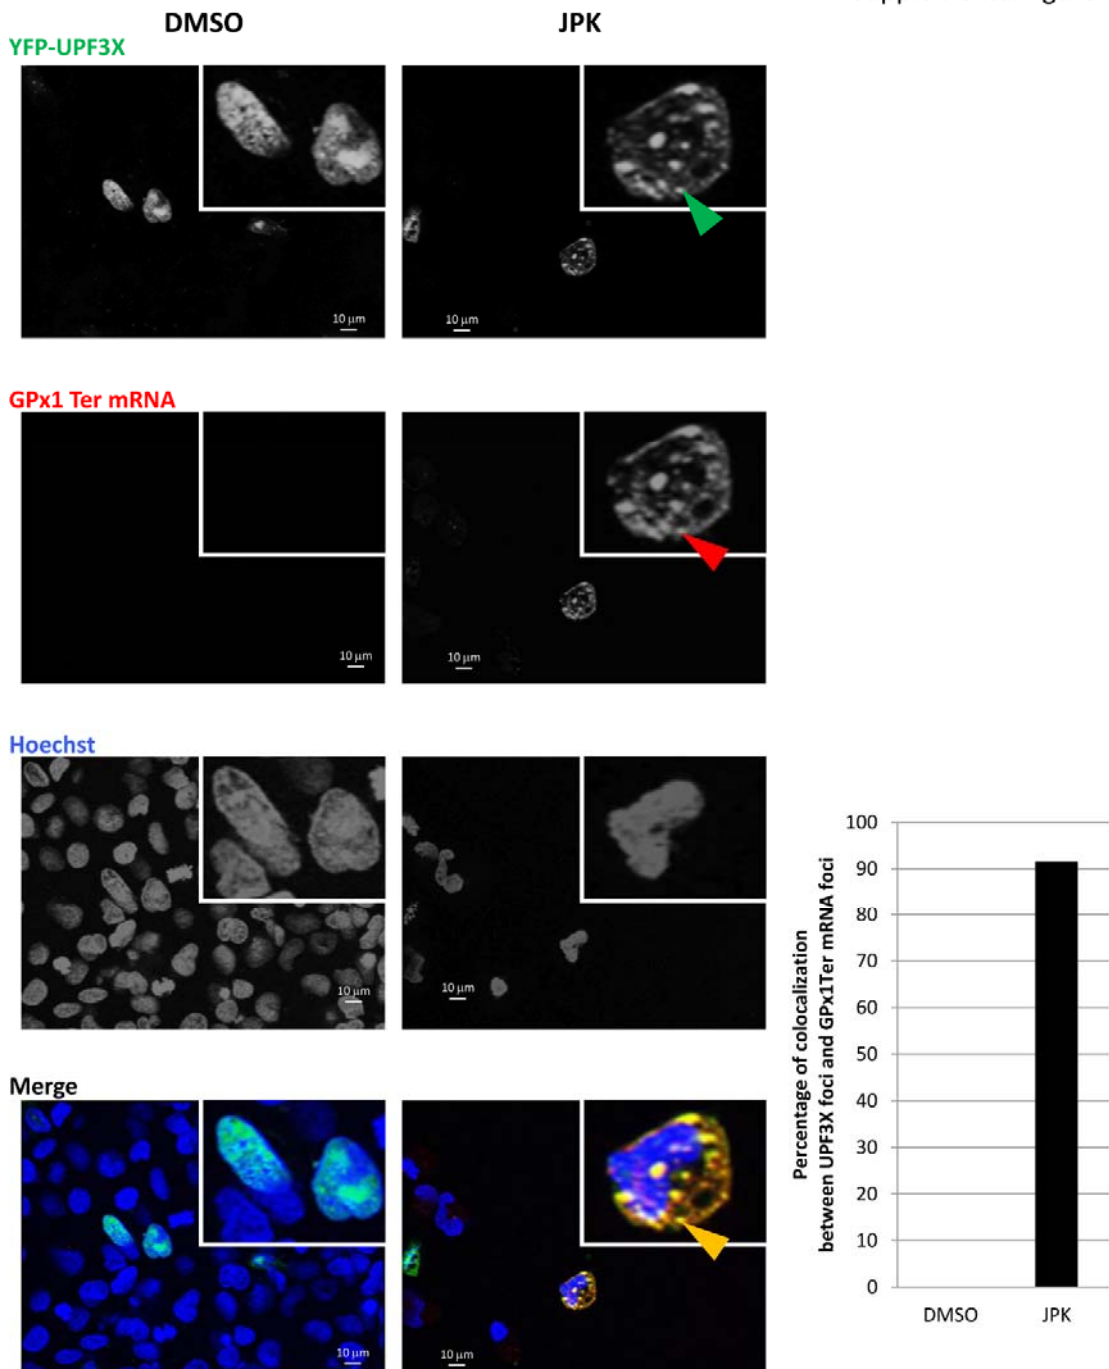 DMSO JPK
YFP-UPF3X
10 µm 10 µm
GPx1 Ter mRNA
10 µm 10 µm
Hoechst
10 µm 10 µm
Merge
10 µm 10 µm
Percentage of colocalization
between UPF3X foci and GPx1Ter mRNA foci
100
90
80
70
60
50
40
30
20
10
0
DMSO JPK